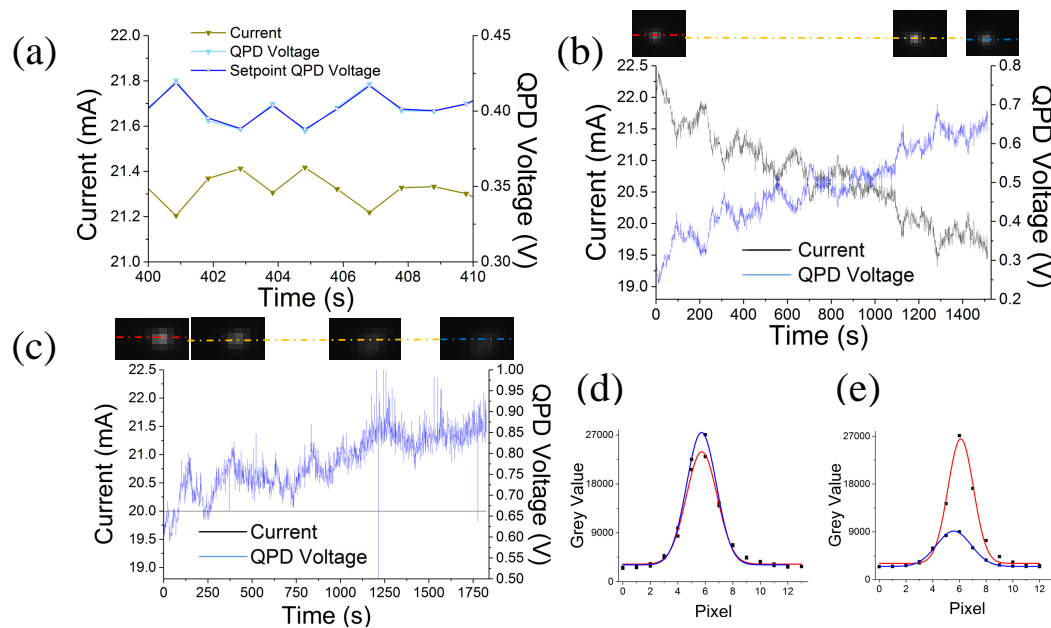 (a)
Current
QPD Voltage
Setpoint QPD Voltage
Current (mA)
22.0
21.8
21.6
21.4
21.2
21.0
0.45
0.40
0.35
0.30
QPD Voltage (V)
400 402 404 406 408 410
Time (s)
(b)
Current (mA)
22.5
22.0
21.5
21.0
20.5
20.0
19.5
19.0
0.8
0.7
0.6
0.5
0.4
0.3
0.2
QPD Voltage (V)
Current
QPD Voltage
0 200 400 600 800 1000 1200 1400
Time (s)
(c)
Current (mA)
22.5
22.0
21.5
21.0
20.5
20.0
19.5
19.0
1.00
0.95
0.90
0.85
0.80
0.75
0.70
0.65
0.60
0.55
0.50
QPD Voltage (V)
Current
QPD Voltage
0 250 500 750 1000 1250 1500 1750
Time (s)
(d)
Grey Value
27000
18000
9000
0
0 2 4 6 8 10 12
Pixel
(e)
Grey Value
27000
18000
9000
0
0 2 4 6 8 10 12
Pixel